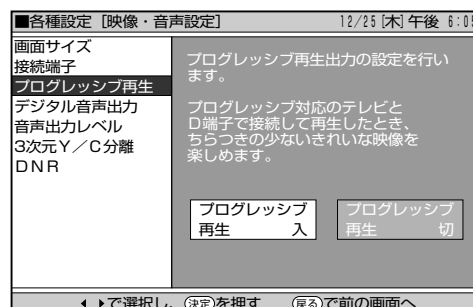 ■各種設定［映像・音声設定］ 12/25[木]午後 6:05
画面サイズ
接続端子
プログレッシブ再生
デジタル音声出力
音声出力レベル
3次元Y／C分離
DNR
プログレッシブ再生出力の設定を行い
ます。
プログレッシブ対応のテレビと
D端子で接続して再生したとき、
ちらつきの少ないきれいな映像を
楽しめます。
プログレッシブ
再生 入
プログレッシブ
再生 切
で選択し、決定を押す 戻るで前の画面へ